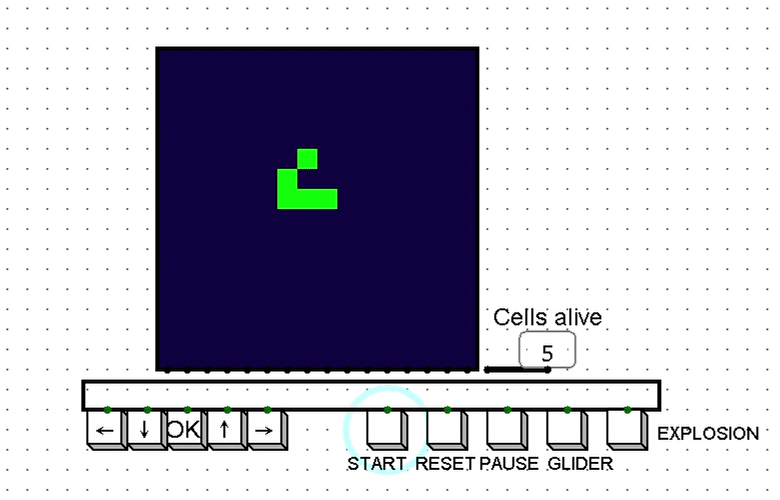 Cells alive
5
← ↓ OK ↑ →
START RESET PAUSE GLIDER EXPLOSION